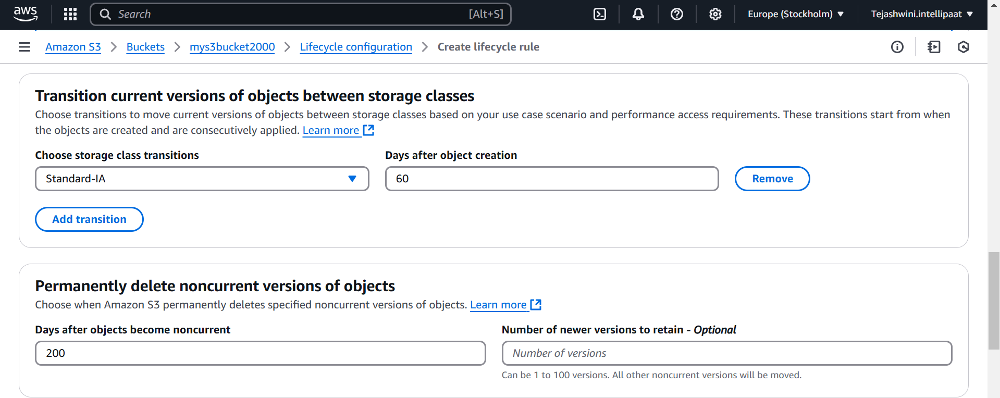 aws
Search [Alt+S] Europe (Stockholm) Tejashwini.intellipaat
Amazon S3 > Buckets > mys3bucket2000 > Lifecycle configuration > Create lifecycle rule
Transition current versions of objects between storage classes
Choose transitions to move current versions of objects between storage classes based on your use case scenario and performance access requirements. These transitions start from when
the objects are created and are consecutively applied. Learn more
Choose storage class transitions Days after object creation
Standard-IA 60 Remove
Add transition
Permanently delete noncurrent versions of objects
Choose when Amazon S3 permanently deletes specified noncurrent versions of objects. Learn more
Days after objects become noncurrent Number of newer versions to retain - Optional
200 Number of versions
Can be 1 to 100 versions. All other noncurrent versions will be moved.